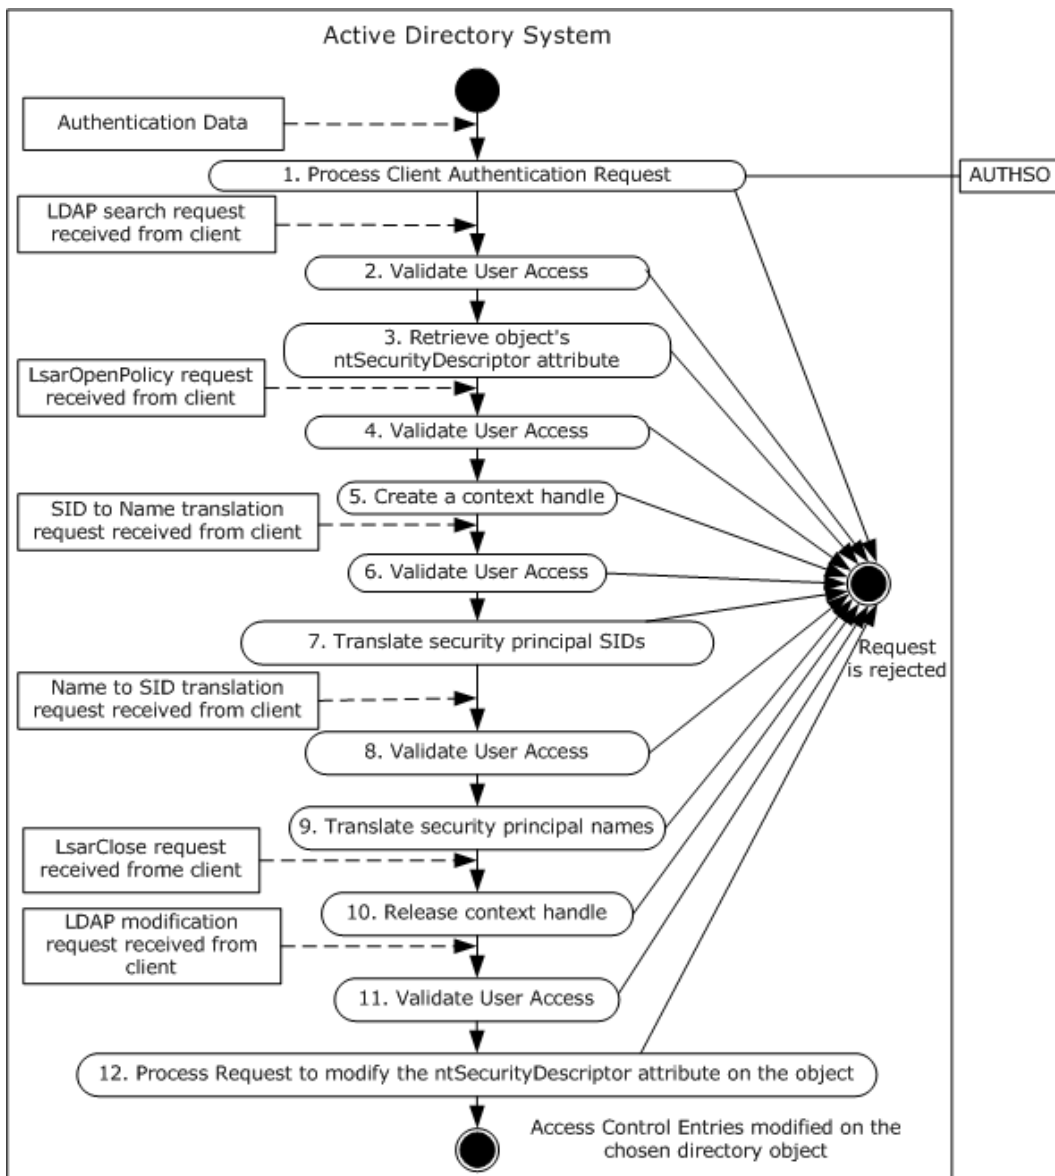 Active Directory System
Authentication Data
1. Process Client Authentication Request
AUTHSO
LDAP search request
received from client
2. Validate User Access
3. Retrieve object's
ntSecurityDescriptor attribute
LsarOpenPolicy request
received from client
4. Validate User Access
5. Create a context handle
SID to Name translation
request received from client
6. Validate User Access
7. Translate security principal SIDs
Request
is rejected
Name to SID translation
request received from client
8. Validate User Access
9. Translate security principal names
LsarClose request
received frome client
10. Release context handle
LDAP modification
request received from
client
11. Validate User Access
12. Process Request to modify the ntSecurityDescriptor attribute on the object
Access Control Entries modified on the
chosen directory object